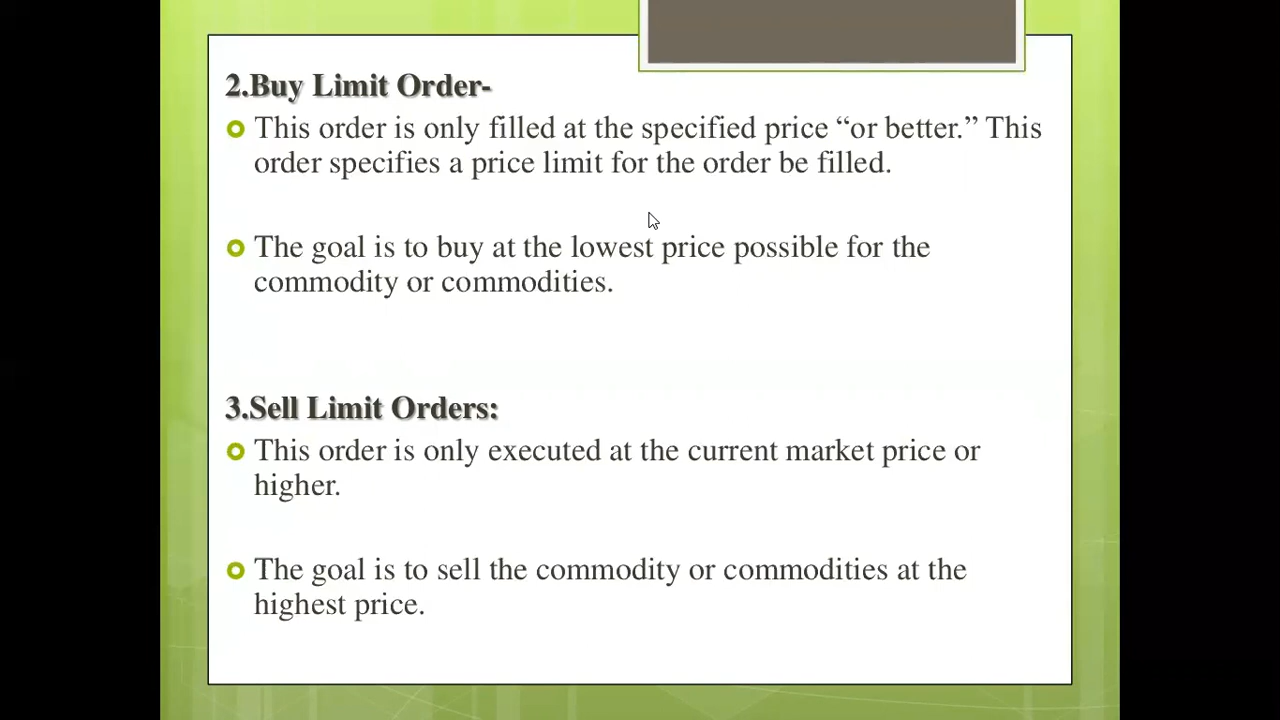 2.Buy Limit Order-
This order is only filled at the specified price “or better.” This
order specifies a price limit for the order be filled.
The goal is to buy at the lowest price possible for the
commodity or commodities.
3.Sell Limit Orders:
This order is only executed at the current market price or
higher.
The goal is to sell the commodity or commodities at the
highest price.